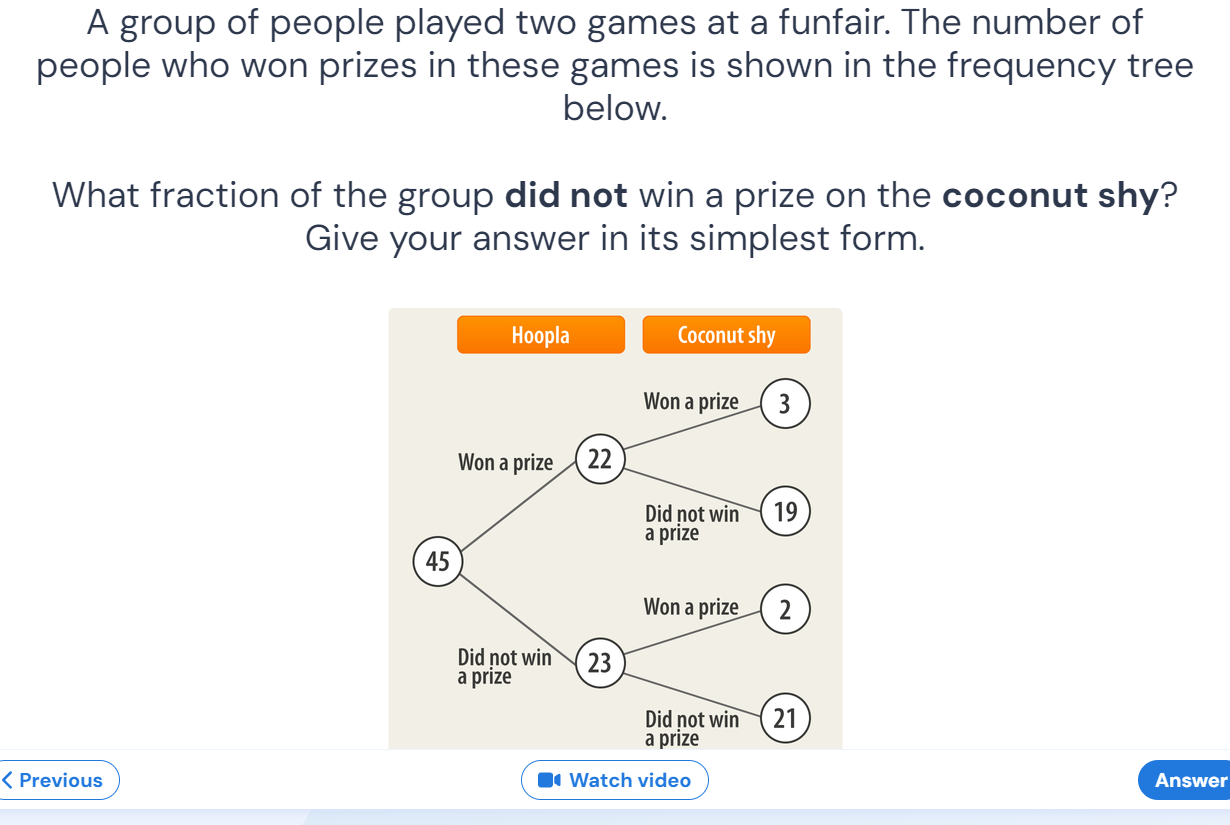 A group of people played two games at a funfair. The number of
people who won prizes in these games is shown in the frequency tree
below.
What fraction of the group did not win a prize on the coconut shy?
Give your answer in its simplest form.
Hoopla
Coconut shy
Won a prize
3
Won a prize
22
Did not win
a prize
19
45
Won a prize
2
Did not win
a prize
23
Did not win
a prize
21
Previous
Watch video
Answer